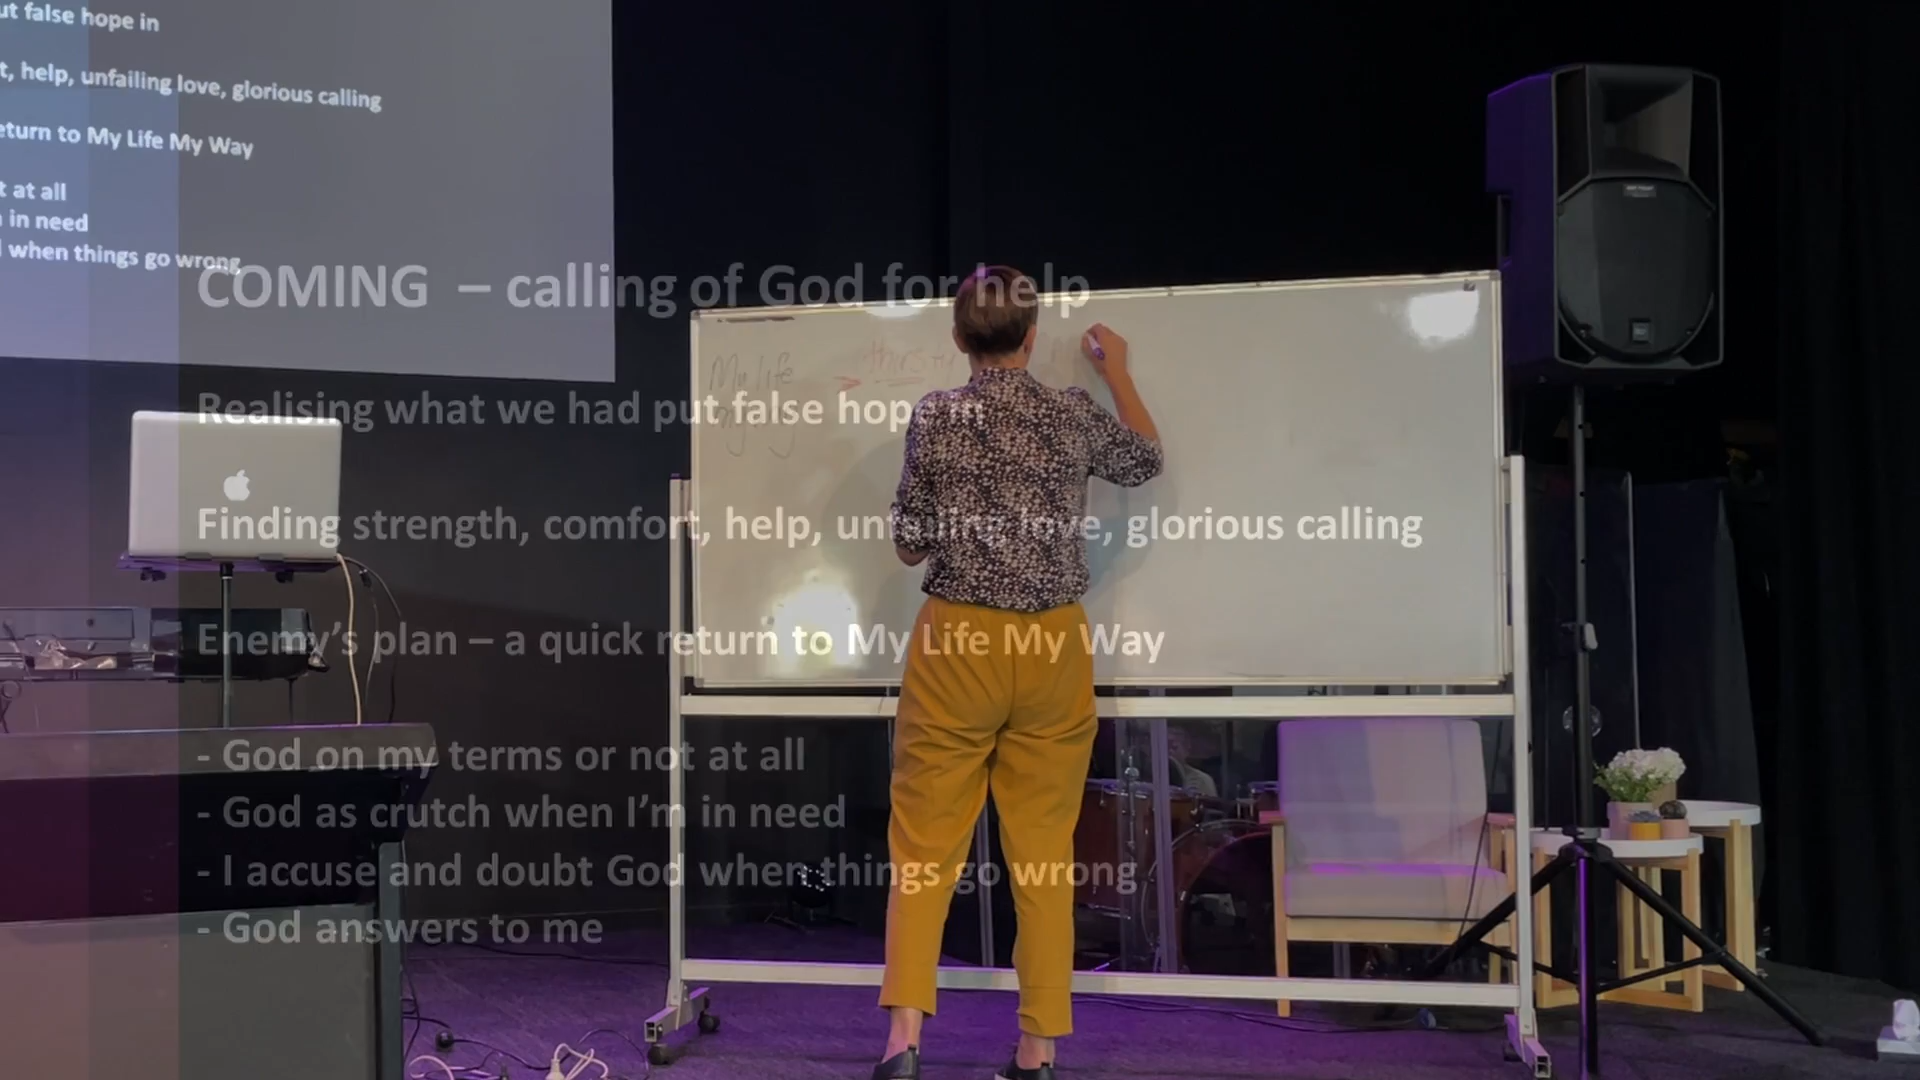 ut false hope in
t, help, unfailing love, glorious calling
eturn to My Life My Way
t at all
in need
when things go wrong
COMING – calling of God for help
Realising what we had put false hope in
Finding strength, comfort, help, unfailing love, glorious calling
Enemy's plan – a quick return to My Life My Way
- God on my terms or not at all
- God as crutch when I'm in need
- I accuse and doubt God when things go wrong
- God answers to me
My life
my way
thirsty